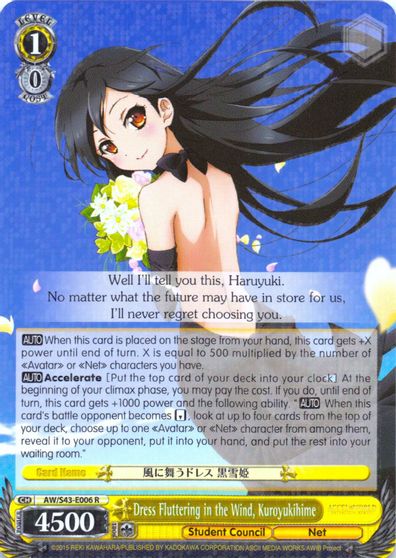 LEVEL
1
0
COST
Well I'll tell you this, Haruyuki.
No matter what the future may have in store for us,
I'll never regret choosing you.
AUTO When this card is placed on the stage from your hand, this card gets +X
power until end of turn. X is equal to 500 multiplied by the number of
«Avatar» or «Net» characters you have.
AUTO Accelerate [Put the top card of your deck into your clock] At the
beginning of your climax phase, you may pay the cost. If you do, until end of
turn, this card gets +1000 power and the following ability. "AUTO When this
card's battle opponent becomes [ ], look at up to four cards from the top of
your deck, choose up to one «Avatar» or «Net» character from among them,
reveal it to your opponent, put it into your hand, and put the rest into your
waiting room."
Card Name
風に舞うドレス 黒雪姫
CH AW/S43-E006 R
Dress Fluttering in the Wind, Kuroyukihime
4500
Student Council Net
©2015 REKI KAWAHARA/PUBLISHED BY KADOKAWA CORPORATION ASCII MEDIA WORKS/AWIB Project